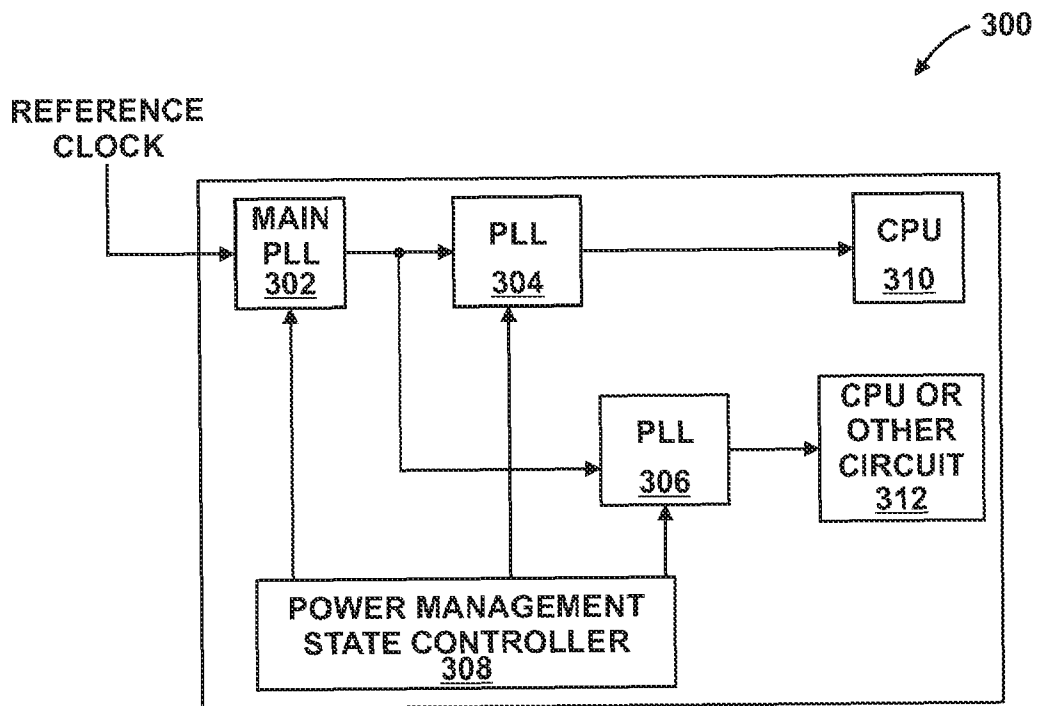 300
REFERENCE
CLOCK
MAIN
PLL
302
PLL
304
CPU
310
PLL
306
CPU OR
OTHER
CIRCUIT
312
POWER MANAGEMENT
STATE CONTROLLER
308